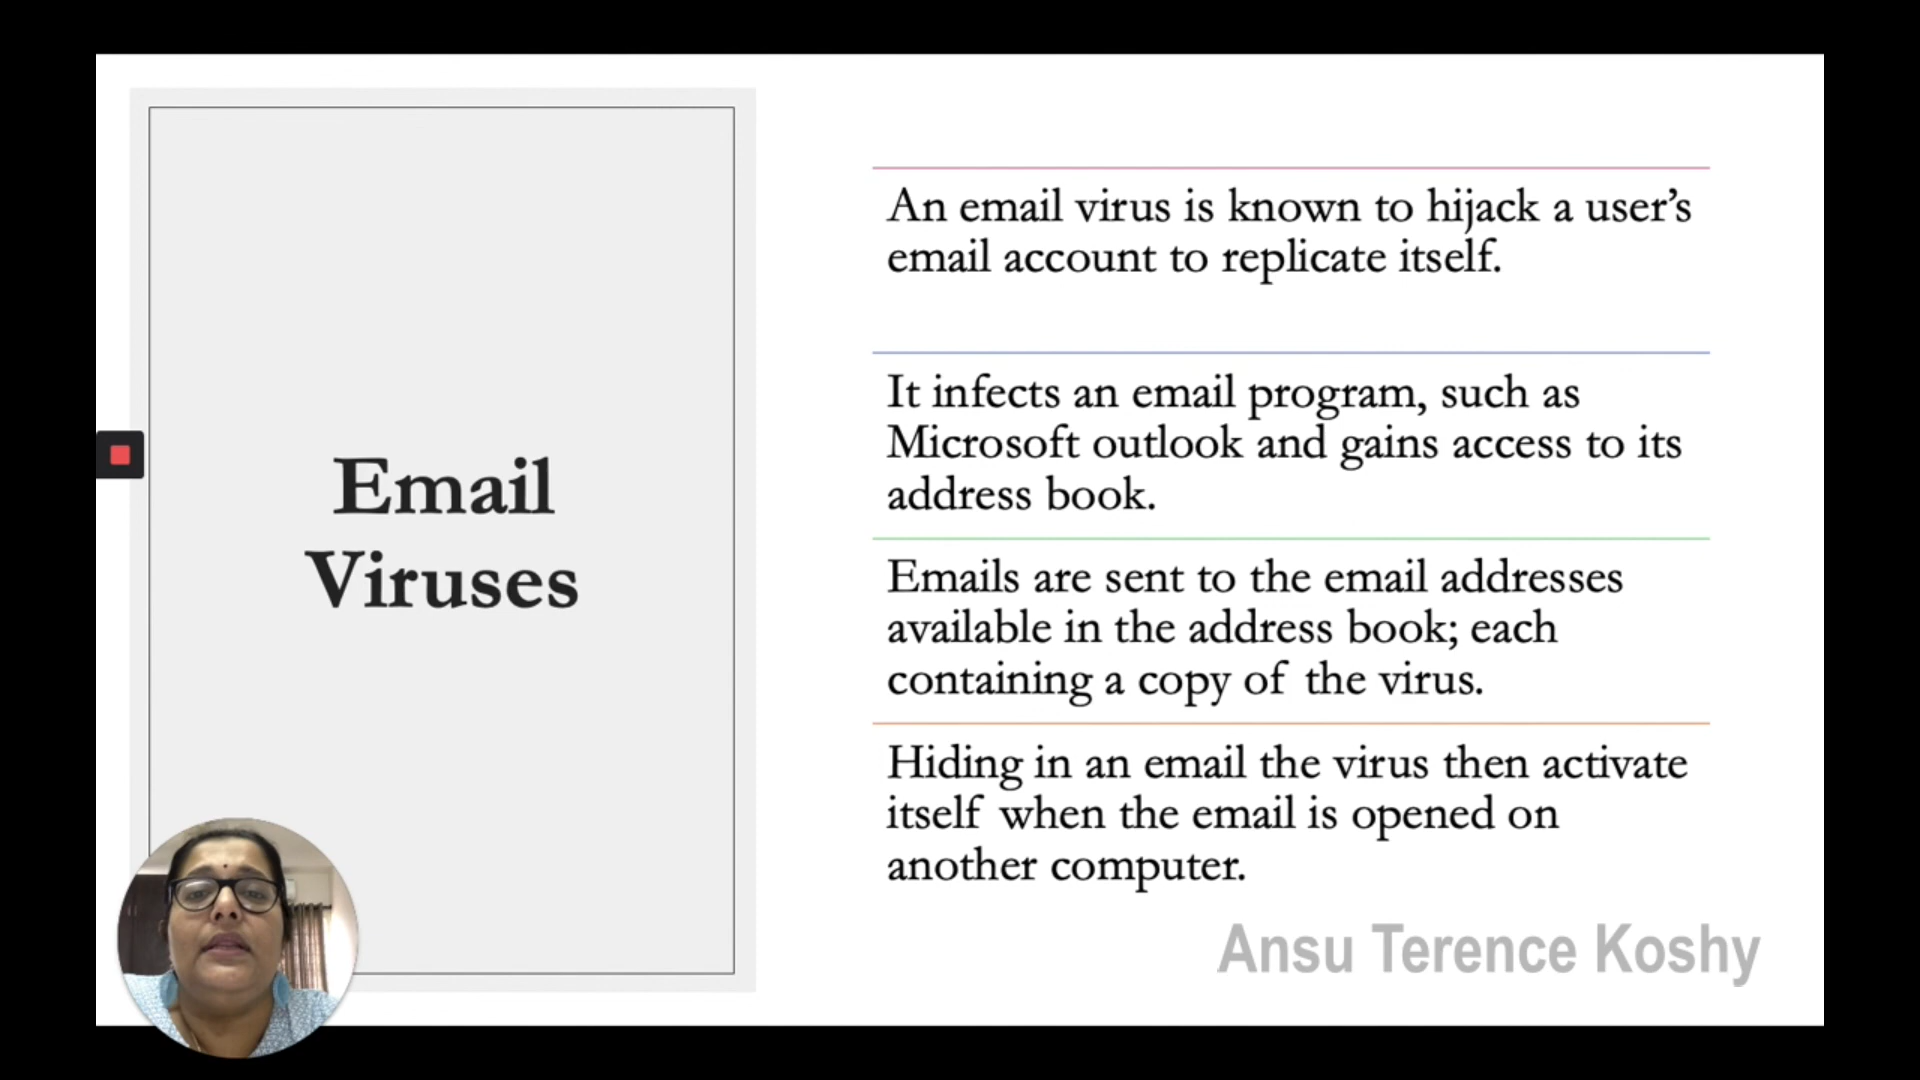 Email
Viruses
An email virus is known to hijack a user’s
email account to replicate itself.
It infects an email program, such as
Microsoft outlook and gains access to its
address book.
Emails are sent to the email addresses
available in the address book; each
containing a copy of the virus.
Hiding in an email the virus then activate
itself when the email is opened on
another computer.
Ansu Terence Koshy